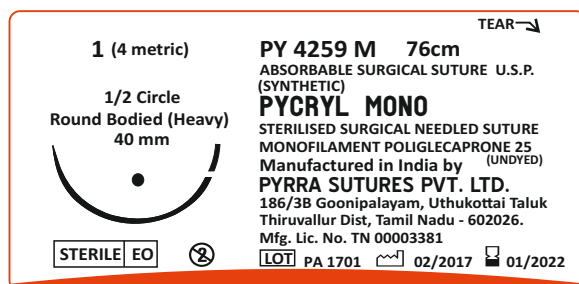 TEAR
1 (4 metric)
1/2 Circle
Round Bodied (Heavy)
40 mm
STERILE EO
2
PY 4259 M 76cm
ABSORBABLE SURGICAL SUTURE U.S.P.
(SYNTHETIC)
PYCRYL MONO
STERILISED SURGICAL NEEDLED SUTURE
MONOFILAMENT POLIGLECAPRONE 25
(UNDYED)
Manufactured in India by
PYRRA SUTURES PVT. LTD.
186/3B Goonipalayam, Uthukottai Taluk
Thiruvallur Dist, Tamil Nadu - 602026.
Mfg. Lic. No. TN 00003381
LOT PA 1701 02/2017 01/2022